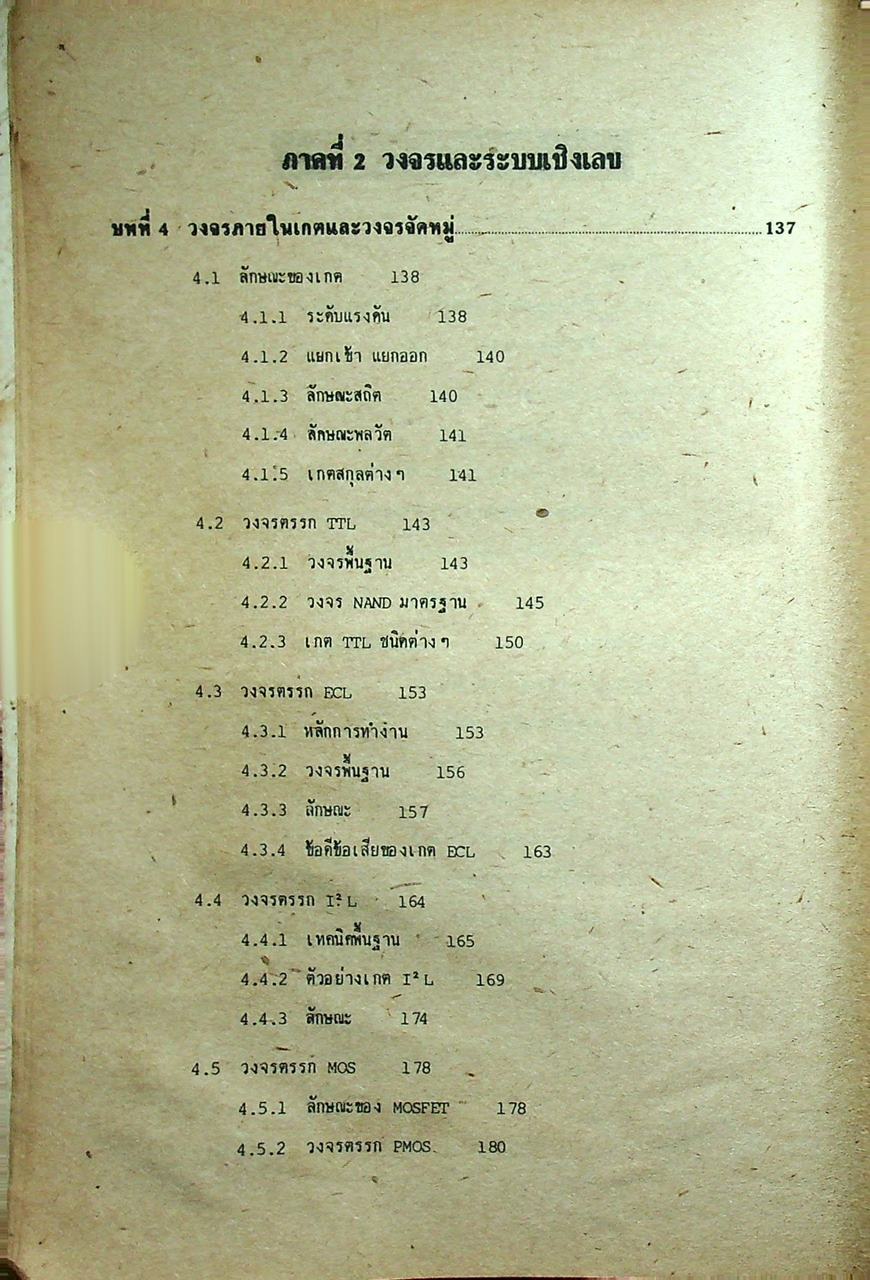 ภาคที่ 2 วงจรและระบบเชิงเลข
บทที่ 4 วงจรภายในเกตและวงจรจัดหมู่ 137
4.1 ลักษณะของเกต 138
4.1.1 ระดับแรงดัน 138
4.1.2 แยกเข้า แยกออก 140
4.1.3 ลักษณะสถิต 140
4.1.4 ลักษณะพลวัต 141
4.1.5 เกตสกุลต่างๆ 141
4.2 วงจรตรรก TTL 143
4.2.1 วงจรพื้นฐาน 143
4.2.2 วงจร NAND มาตรฐาน 145
4.2.3 เกต TTL ชนิดต่างๆ 150
4.3 วงจรตรรก ECL 153
4.3.1 หลักการทำงาน 153
4.3.2 วงจรพื้นฐาน 156
4.3.3 ลักษณะ 157
4.3.4 ข้อดีข้อเสียของเกต ECL 163
4.4 วงจรตรรก I²L 164
4.4.1 เทคนิคพื้นฐาน 165
4.4.2 ตัวอย่างเกต I²L 169
4.4.3 ลักษณะ 174
4.5 วงจรตรรก MOS 178
4.5.1 ลักษณะของ MOSFET 178
4.5.2 วงจรตรรก PMOS 180